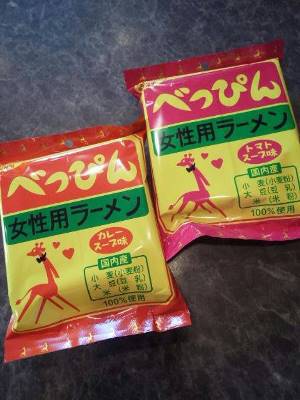 べっぴん
女性用ラーメン
カレー
スープ味
国内産
小麦(小麦粉)
大豆(豆乳)
米(米粉)
100%使用
べっぴん
女性用ラーメン
トマト
スープ味
国内産
小麦(小麦粉)
大豆(豆乳)
米(米粉)
100%使用